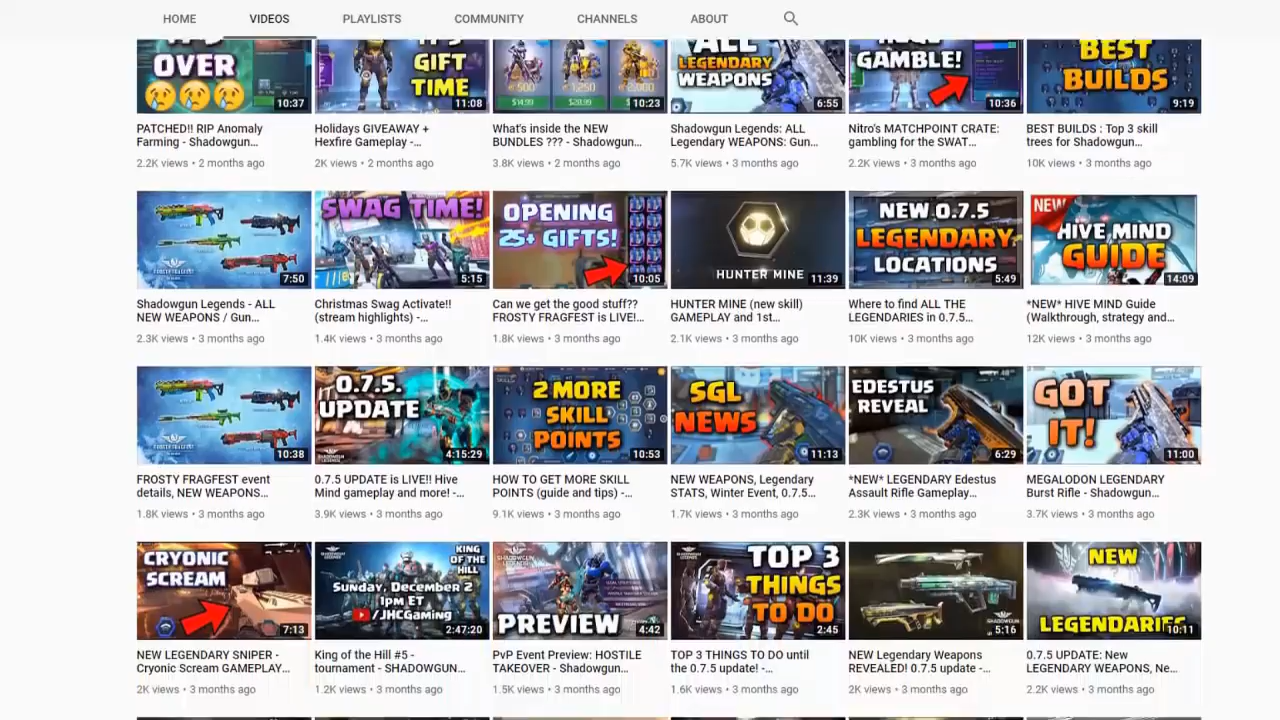 HOME VIDEOS PLAYLISTS COMMUNITY CHANNELS ABOUT
OVER
10:37
GIFT
TIME
11:08
500
1,250
2,000
$14.99
$20.99
10:23
ALL
LEGENDARY
WEAPONS
6:55
GAMBLE!
10:36
BEST
BUILDS
9:19
PATCHED!! RIP Anomaly
Farming - Shadowgun...
2.2K views • 2 months ago
Holidays GIVEAWAY +
Hexfire Gameplay -...
2K views • 2 months ago
What's inside the NEW
BUNDLES ??? - Shadowgun...
3.8K views • 2 months ago
Shadowgun Legends: ALL
Legendary WEAPONS: Gun...
5.7K views • 3 months ago
Nitro's MATCHPOINT CRATE:
gambling for the SWAT...
2.2K views • 3 months ago
BEST BUILDS : Top 3 skill
trees for Shadowgun...
10K views • 3 months ago
7:50
SWAG TIME!
5:15
OPENING
25+ GIFTS!
10:05
HUNTER MINE
11:39
NEW 0.7.5
LEGENDARY
LOCATIONS
5:49
NEW
HIVE MIND
GUIDE
14:09
Shadowgun Legends - ALL
NEW WEAPONS / Gun...
2.3K views • 3 months ago
Christmas Swag Activate!!
(stream highlights) -...
1.4K views • 3 months ago
Can we get the good stuff??
FROSTY FRAGFEST is LIVE!...
1.8K views • 3 months ago
HUNTER MINE (new skill)
GAMEPLAY and 1st...
2.1K views • 3 months ago
Where to find ALL THE
LEGENDARIES in 0.7.5...
10K views • 3 months ago
*NEW* HIVE MIND Guide
(Walkthrough, strategy and...
12K views • 3 months ago
10:38
0.7.5.
UPDATE
4:15:29
2 MORE
SKILL
POINTS
10:53
SGL
NEWS
11:13
EDESTUS
REVEAL
6:29
GOT
IT!
11:00
FROSTY FRAGFEST event
details, NEW WEAPONS...
1.8K views • 3 months ago
0.7.5 UPDATE is LIVE!! Hive
Mind gameplay and more! -...
3.9K views • 3 months ago
HOW TO GET MORE SKILL
POINTS (guide and tips) -...
9.1K views • 3 months ago
NEW WEAPONS, Legendary
STATS, Winter Event, 0.7.5...
1.7K views • 3 months ago
*NEW* LEGENDARY Edestus
Assault Rifle Gameplay...
2.3K views • 3 months ago
MEGALODON LEGENDARY
Burst Rifle - Shadowgun...
3.7K views • 3 months ago
CRYONIC
SCREAM
7:13
KING
OF THE
HILL
Sunday, December 2
1pm ET
/JHCGaming
2:47:20
PREVIEW
4:42
TOP 3
THINGS
TO DO
2:45
5:16
NEW
LEGENDARIES
10:11
NEW LEGENDARY SNIPER -
Cryonic Scream GAMEPLAY...
2K views • 3 months ago
King of the Hill #5 -
tournament - SHADOWGUN...
1.2K views • 3 months ago
PvP Event Preview: HOSTILE
TAKEOVER - Shadowgun...
1.5K views • 3 months ago
TOP 3 THINGS TO DO until
the 0.7.5 update! -...
1.6K views • 3 months ago
NEW Legendary Weapons
REVEALED! 0.7.5 update -...
2K views • 3 months ago
0.7.5 UPDATE: New
LEGENDARY WEAPONS, Ne...
2.2K views • 3 months ago